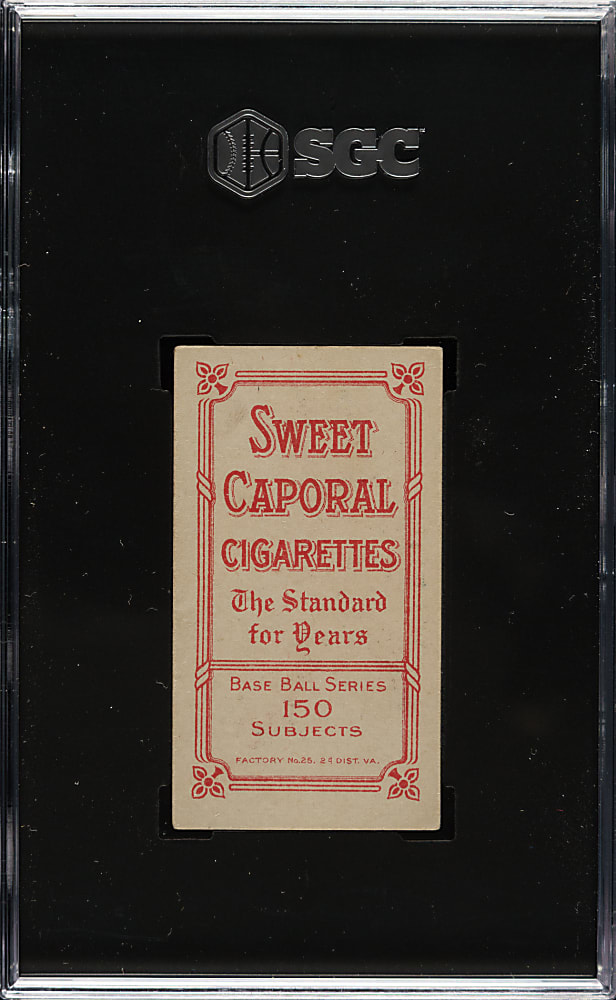 SGC
SWEET
CAPORAL
CIGARETTES
The Standard
for Years
BASE BALL SERIES
150
SUBJECTS
FACTORY No. 25, 2d DIST. VA.